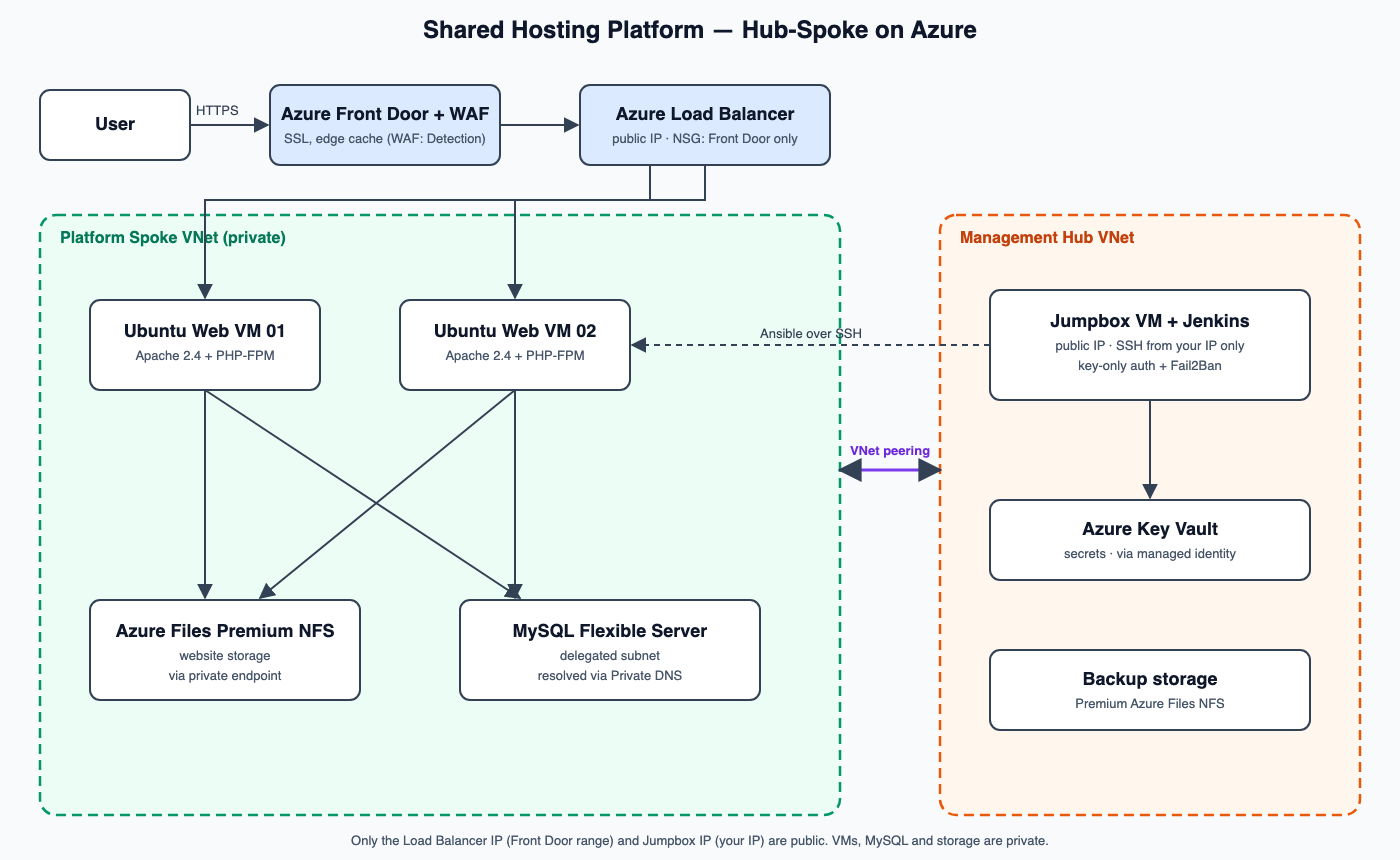 Shared Hosting Platform — Hub-Spoke on Azure
User
HTTPS
Azure Front Door + WAF
SSL, edge cache (WAF: Detection)
Azure Load Balancer
public IP · NSG: Front Door only
Platform Spoke VNet (private)
Management Hub VNet
Ubuntu Web VM 01
Apache 2.4 + PHP-FPM
Ubuntu Web VM 02
Apache 2.4 + PHP-FPM
Ansible over SSH
Jumpbox VM + Jenkins
public IP · SSH from your IP only
key-only auth + Fail2Ban
VNet peering
Azure Key Vault
secrets · via managed identity
Azure Files Premium NFS
website storage
via private endpoint
MySQL Flexible Server
delegated subnet
resolved via Private DNS
Backup storage
Premium Azure Files NFS
Only the Load Balancer IP (Front Door range) and Jumpbox IP (your IP) are public. VMs, MySQL and storage are private.